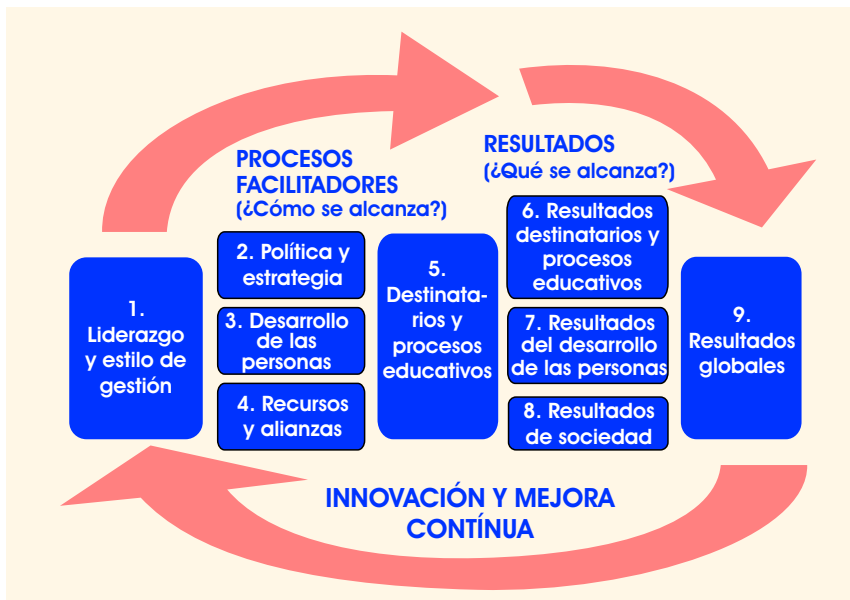 PROCESOS
FACILITADORES
(¿Cómo se alcanza?)
RESULTADOS
(¿Qué se alcanza?)
1.
Liderazgo
y estilo de
gestión
2. Política y
estrategia
3. Desarrollo
de las
personas
4. Recursos
y alianzas
5.
Destinata-
rios y
procesos
educativos
6. Resultados
destinatarios y
procesos
educativos
7. Resultados
del desarrollo
de las personas
8. Resultados
de sociedad
9.
Resultados
globales
INNOVACIÓN Y MEJORA
CONTÍNUA